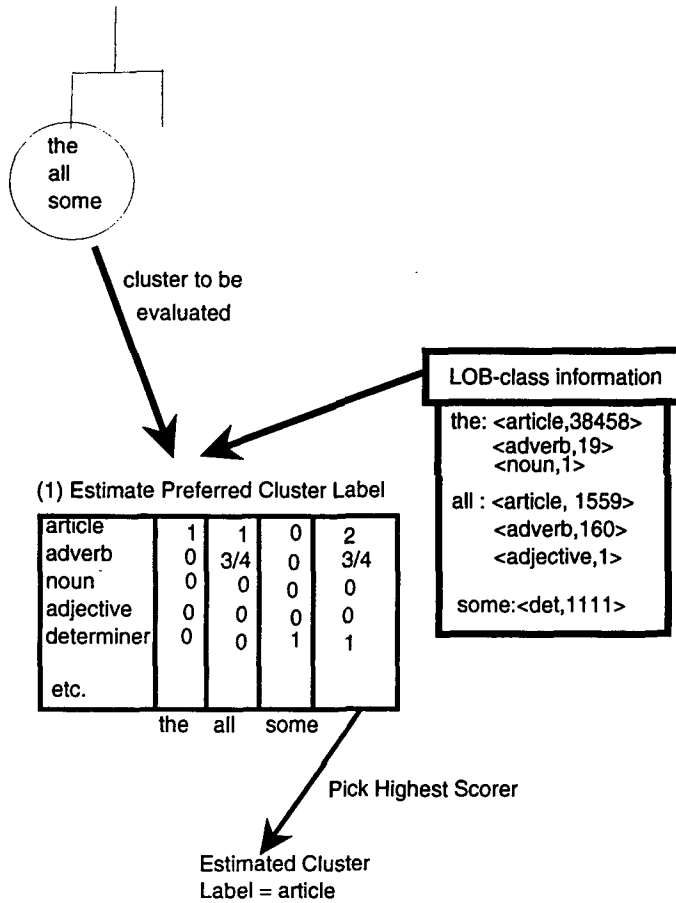 the
all
some
cluster to be
evaluated
LOB-class information
the: <article,38458>
<adverb,19>
<noun,1>
all : <article, 1559>
<adverb,160>
<adjective,1>
some:<det,1111>
(1) Estimate Preferred Cluster Label
article 1 1 0 2
adverb 0 3/4 0 3/4
noun 0 0 0 0
adjective 0 0 0 0
determiner 0 0 1 1
etc.
the all some
Pick Highest Scorer
Estimated Cluster
Label = article